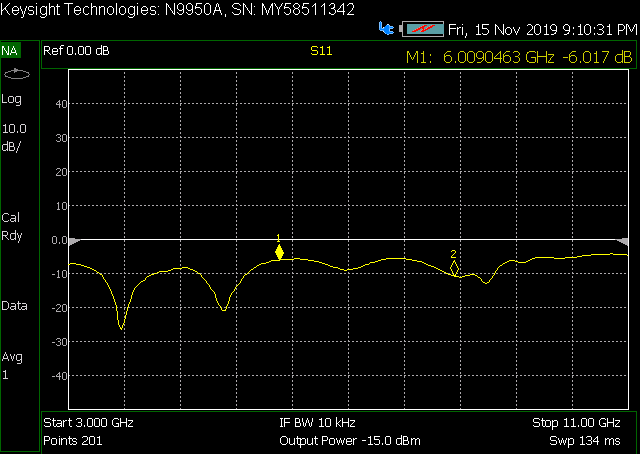 Keysight Technologies: N9950A, SN: MY58511342
Fri, 15 Nov 2019 9:10:31 PM
NA Ref 0.00 dB S11
M1: 6.0090463 GHz -6.017 dB
Log
10.0
dB/
Cal
Rdy
Data
Avg
1
40
30
20
10
0.0
-10
-20
-30
-40
1
2
Start 3.000 GHz IF BW 10 kHz Stop 11.00 GHz
Points 201 Output Power -15.0 dBm Swp 134 ms